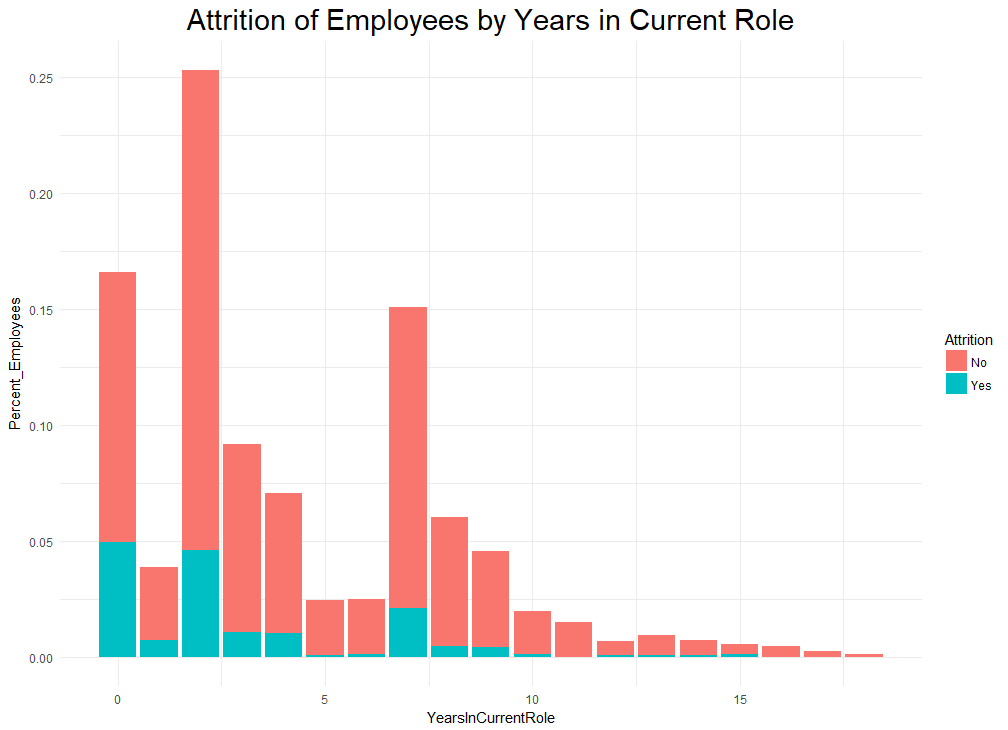 Attrition of Employees by Years in Current Role
Percent_Employees
0.25
0.20
0.15
0.10
0.05
0.00
0 5 10 15
YearsInCurrentRole
Attrition
No
Yes